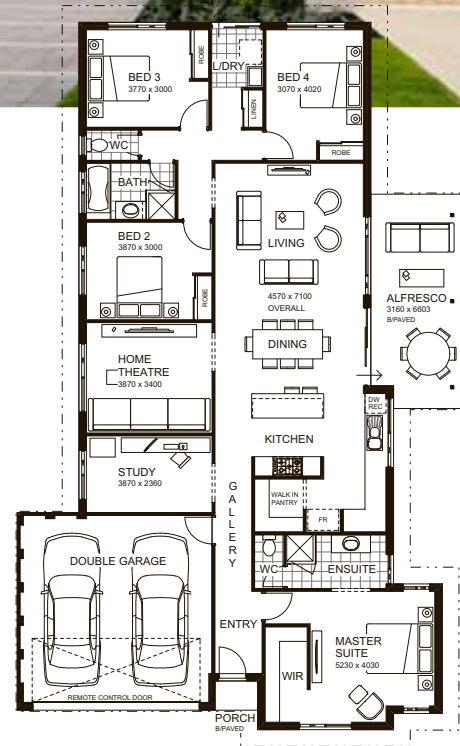 BED 3
3770 x 3000
ROBE
L/DRY
LINEN
BED 4
3070 x 4020
ROBE
WC
BATH
BED 2
3870 x 3000
ROBE
LIVING
4570 x 7100
OVERALL
DINING
ALFRESCO
3160 x 6603
B/PAVED
HOME
THEATRE
3870 x 3400
DW
REC
KITCHEN
STUDY
3870 x 2360
GALLERY
WALK IN
PANTRY
FR
DOUBLE GARAGE
WC
ENSUITE
ENTRY
MASTER
SUITE
5230 x 4030
WIR
REMOTE CONTROL DOOR
PORCH
B/PAVED